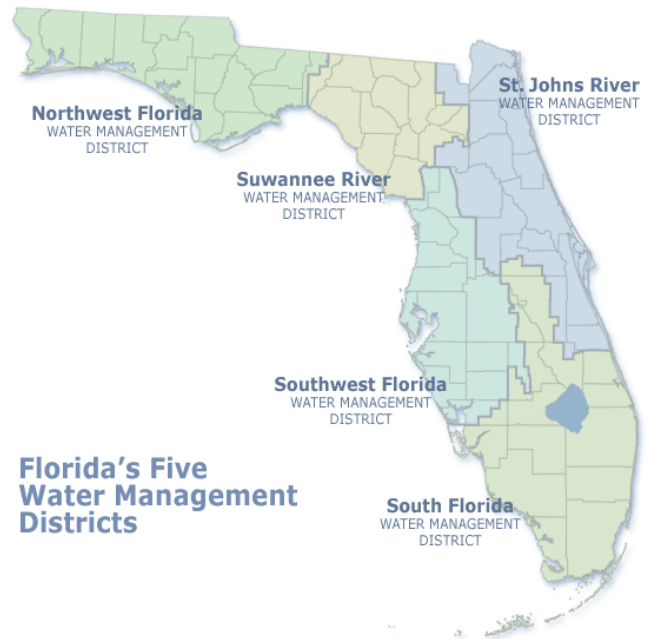 St. Johns River
WATER MANAGEMENT
DISTRICT
Northwest Florida
WATER MANAGEMENT
DISTRICT
Suwannee River
WATER MANAGEMENT
DISTRICT
Southwest Florida
WATER MANAGEMENT
DISTRICT
Florida's Five
Water Management
Districts
South Florida
WATER MANAGEMENT
DISTRICT